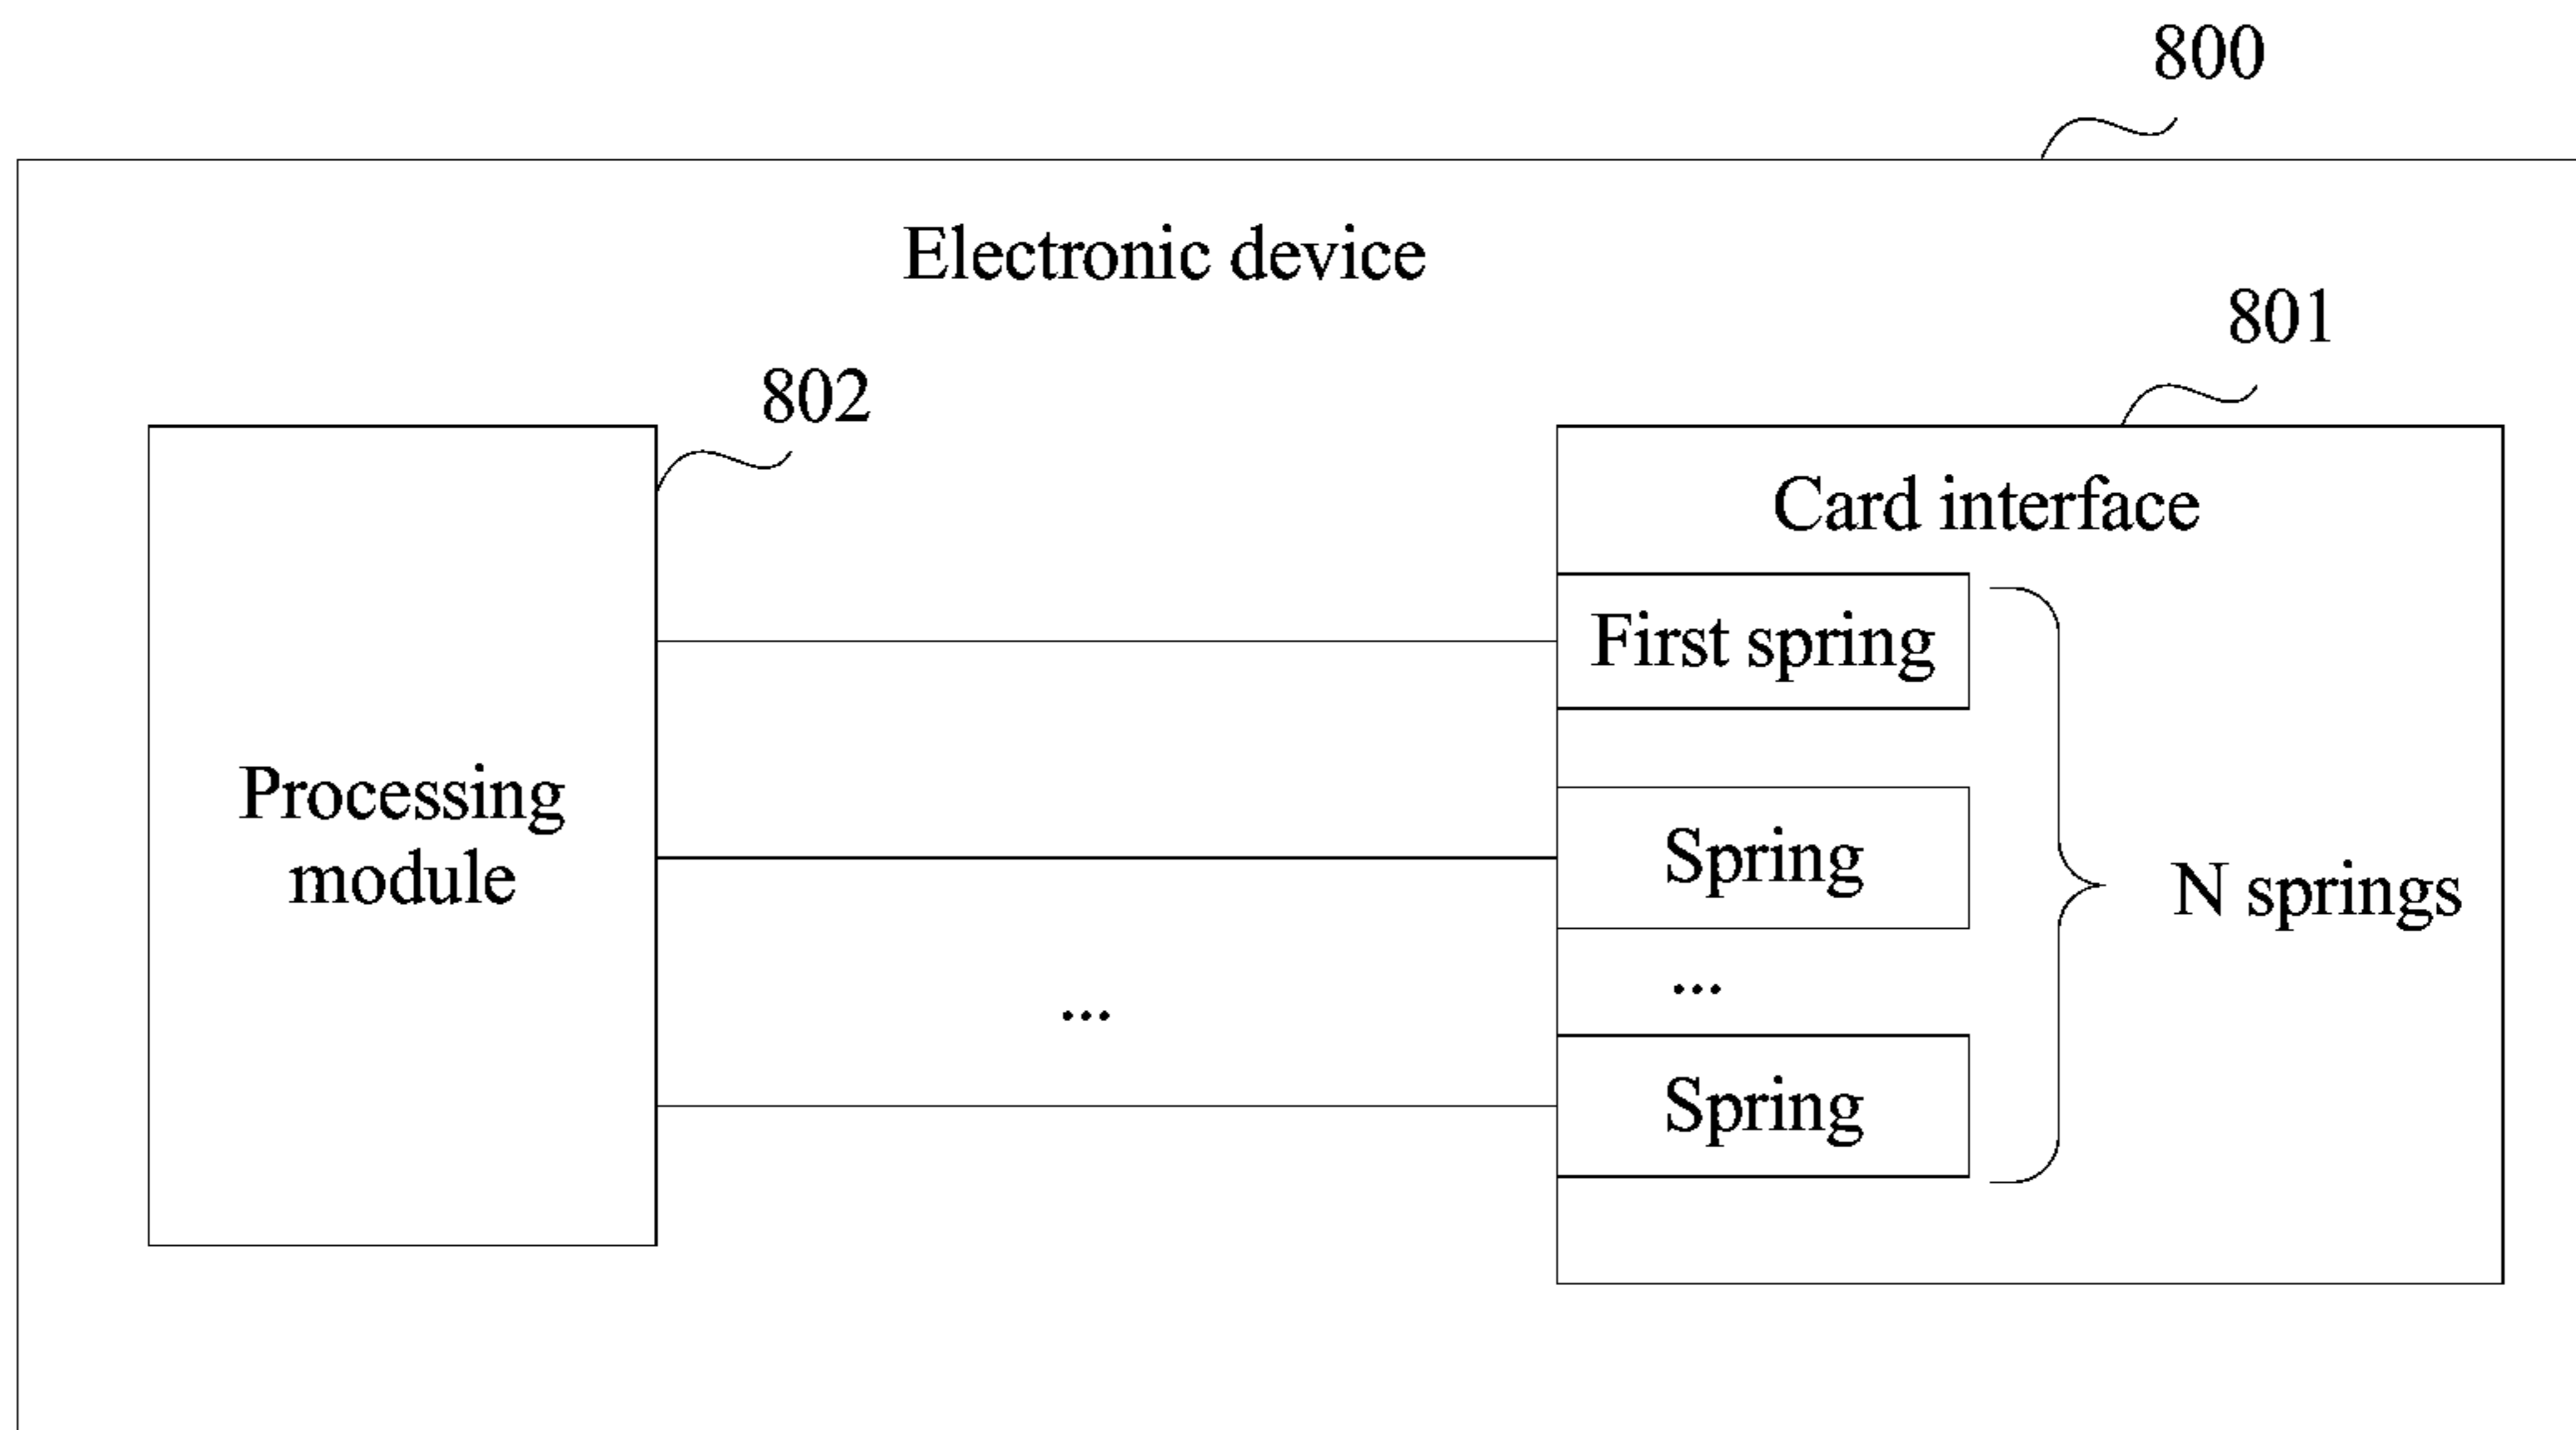 800
Electronic device
801
802
Card interface
First spring
Processing
module
Spring
N springs
...
...
Spring